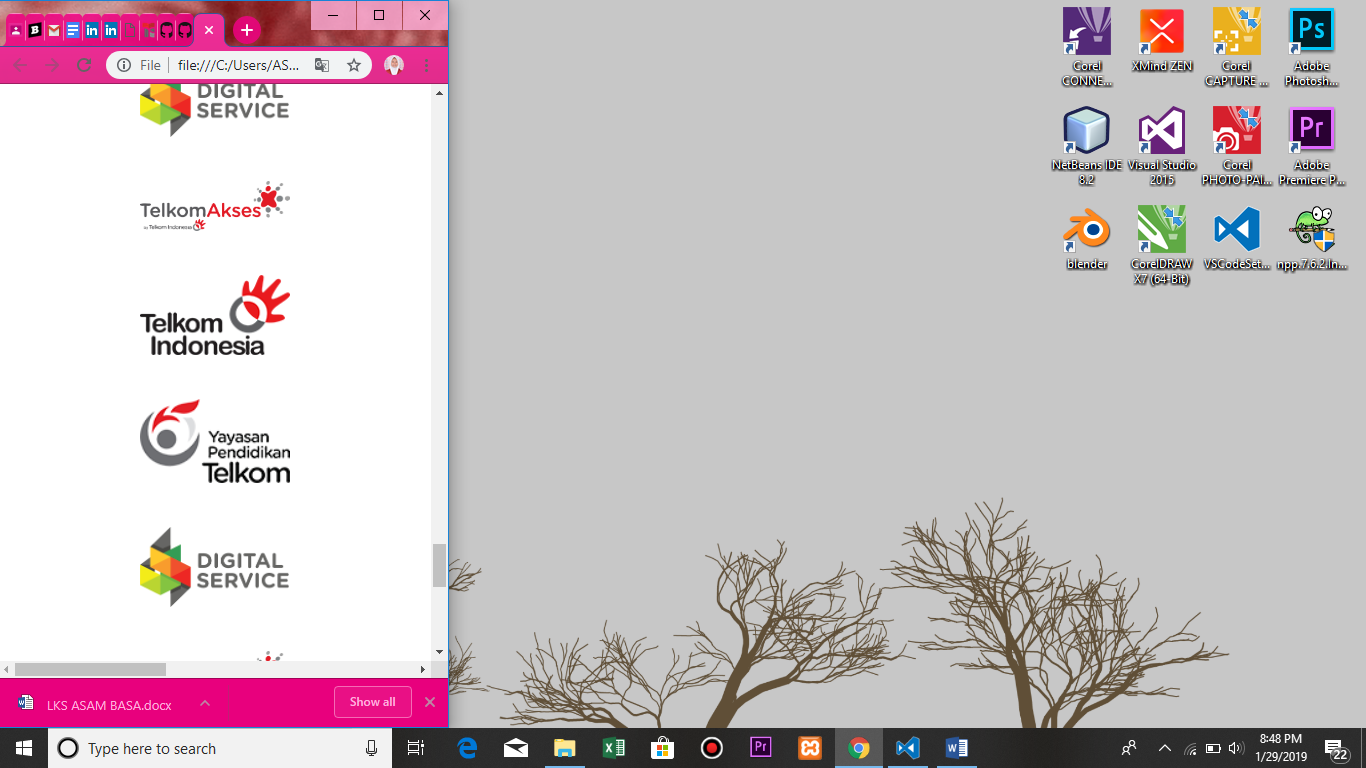 File
file:///C:/Users/AS...
DIGITAL
SERVICE
TelkomAkses
by Telkom Indonesia
Telkom
Indonesia
Yayasan
Pendidikan
Telkom
DIGITAL
SERVICE
LKS ASAM BASA.docx
Show all
Corel
CONNE...
XMind ZEN
Corel
CAPTURE ...
Ps
Adobe
Photosh...
NetBeans IDE
8.2
Visual Studio
2015
Corel
PHOTO-PAI...
Pr
Adobe
Premiere P...
blender
CorelDRAW
X7 (64-Bit)
VSCodeSet...
npp.7.6.2.In...
Type here to search
Pr
8:48 PM
1/29/2019
22